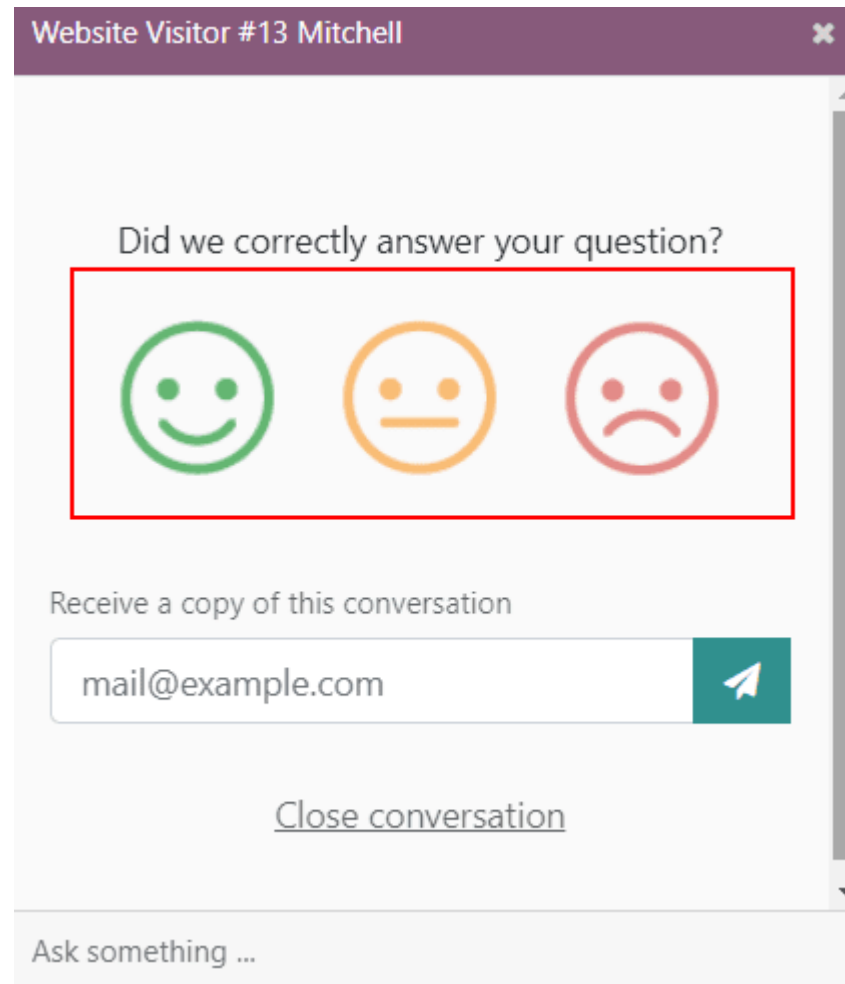 Website Visitor #13 Mitchell
Did we correctly answer your question?
Receive a copy of this conversation
mail@example.com
Close conversation
Ask something ...